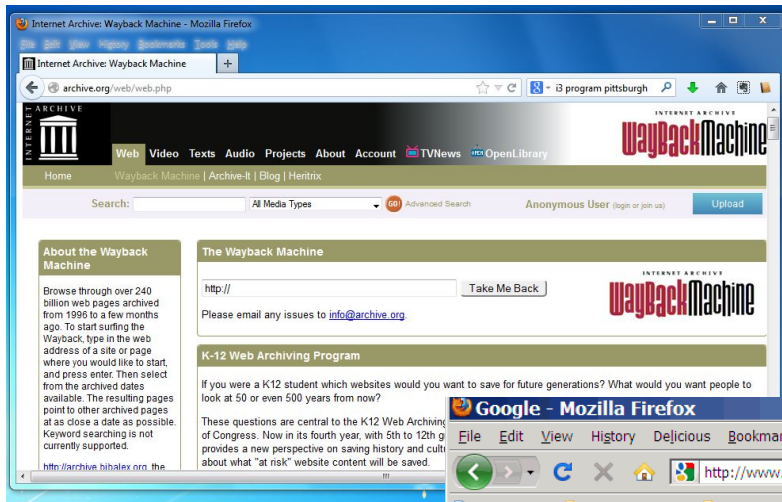 Internet Archive: Wayback Machine - Mozilla Firefox
File Edit View History Bookmarks Tools Help
Internet Archive: Wayback Machine
archive.org/web/web.php
i3 program pittsburgh
INTERNET ARCHIVE
INTERNET ARCHIVE
WayBackMachine
Web Video Texts Audio Projects About Account TVNews OpenLibrary
Home Wayback Machine | Archive-It | Blog | Heritrix
Search: All Media Types GO! Advanced Search Anonymous User (login or join us) Upload
About the Wayback
Machine
Browse through over 240
billion web pages archived
from 1996 to a few months
ago. To start surfing the
Wayback, type in the web
address of a site or page
where you would like to start,
and press enter. Then select
from the archived dates
available. The resulting pages
point to other archived pages
at as close a date as possible.
Keyword searching is not
currently supported.
http://archive.bibalex.org, the
The Wayback Machine
http:// Take Me Back
INTERNET ARCHIVE
WayBackMachine
Please email any issues to info@archive.org.
K-12 Web Archiving Program
If you were a K12 student which websites would you want to save for future generations? What would you want people to
look at 50 or even 500 years from now?
These questions are central to the K12 Web Archiving
of Congress. Now in its fourth year, with 5th to 12th g
provides a new perspective on saving history and cult
about what "at risk" website content will be saved.
Google - Mozilla Firefox
File Edit View History Delicious Bookmar
http://www.